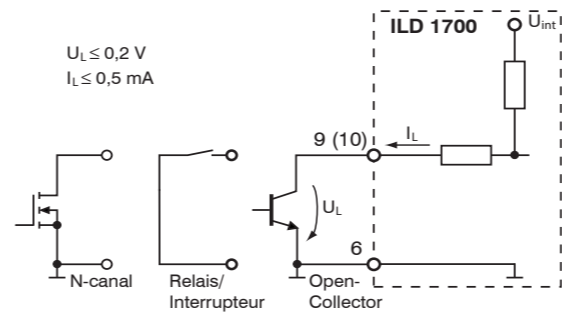 ILD 1700
U_int
U_L ≤ 0,2 V
I_L ≤ 0,5 mA
9 (10)
I_L
U_L
6
N-canal
Relais/
Interrupteur
Open-
Collector